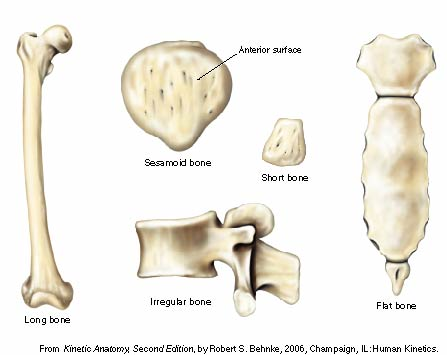 Anterior surface
Sesamoid bone
Short bone
Irregular bone
Long bone
Flat bone
From Kinetic Anatomy, Second Edition, by Robert S. Behnke, 2006, Champaign, IL:Human Kinetics.